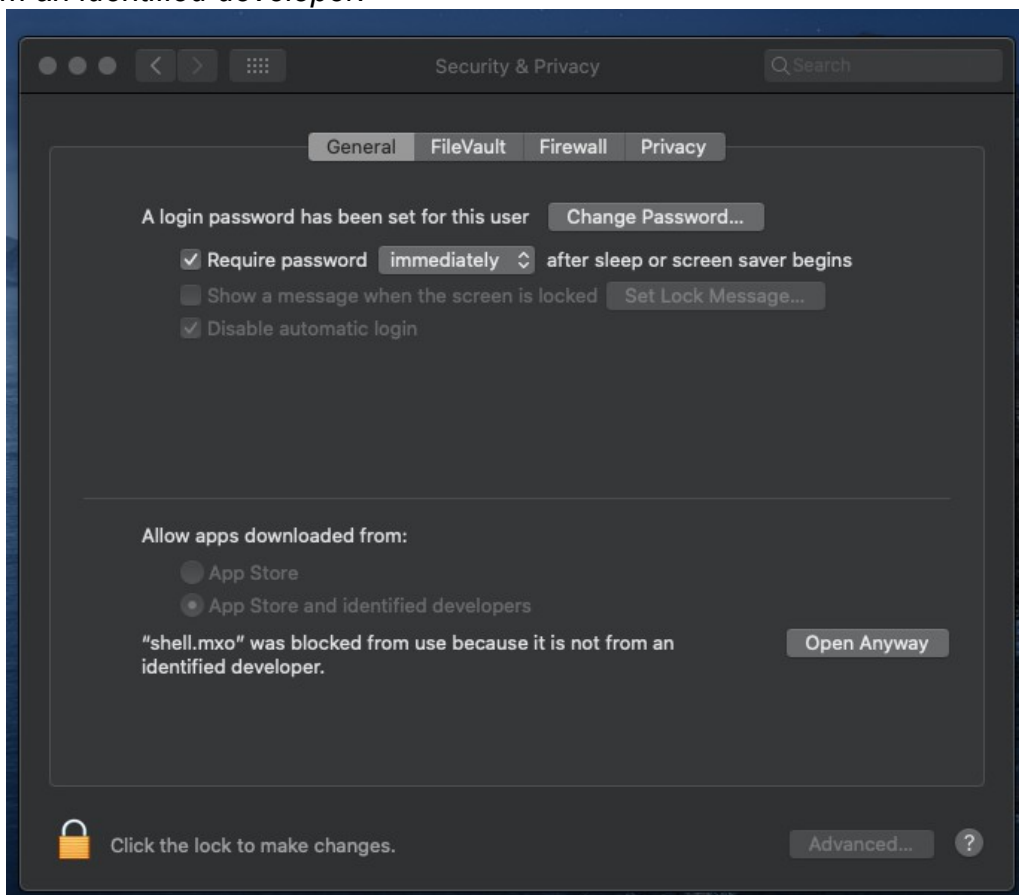 an identified developer.
Security & Privacy
Search
General FileVault Firewall Privacy
A login password has been set for this user Change Password...
Require password immediately after sleep or screen saver begins
Show a message when the screen is locked Set Lock Message...
Disable automatic login
Allow apps downloaded from:
App Store
App Store and identified developers
“shell.mxo” was blocked from use because it is not from an Open Anyway
identified developer.
Click the lock to make changes. Advanced... ?